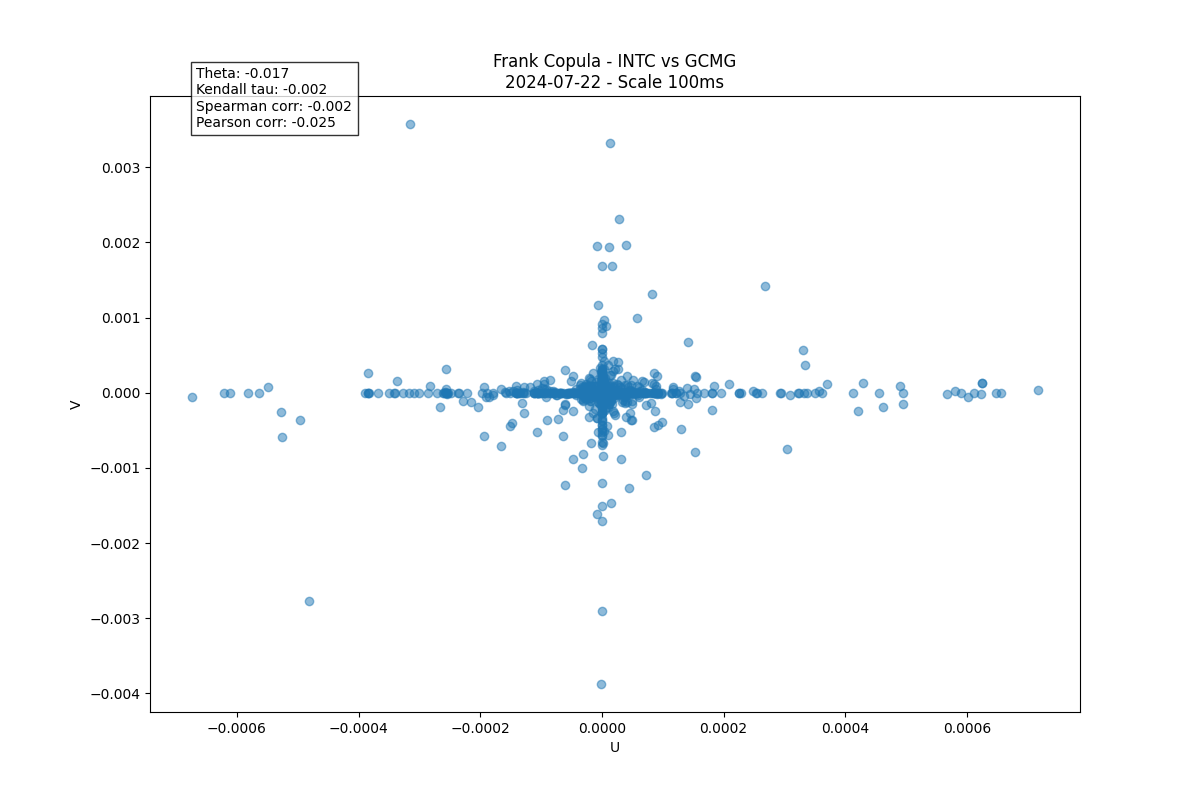 Frank Copula - INTC vs GCMG
2024-07-22 - Scale 100ms
Theta: -0.017
Kendall tau: -0.002
Spearman corr: -0.002
Pearson corr: -0.025
0.003
0.002
0.001
0.000
−0.001
−0.002
−0.003
−0.004
V
−0.0006 −0.0004 −0.0002 0.0000 0.0002 0.0004 0.0006
U